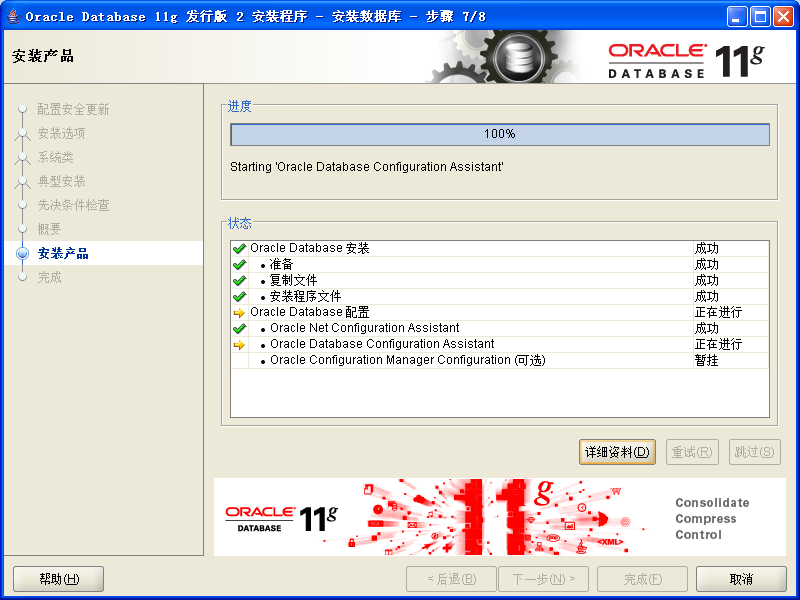 Oracle Database 11g 发行版 2 安装程序 - 安装数据库 - 步骤 7/8
安装产品
ORACLE
DATABASE
11g
配置安全更新
安装选项
系统类
典型安装
先决条件检查
概要
安装产品
完成
进度
100%
Starting 'Oracle Database Configuration Assistant'
状态
Oracle Database 安装 成功
• 准备 成功
• 复制文件 成功
• 安装程序文件 成功
Oracle Database 配置 正在进行
• Oracle Net Configuration Assistant 成功
• Oracle Database Configuration Assistant 正在进行
• Oracle Configuration Manager Configuration (可选) 暂挂
详细资料(D) 重试(R) 跳过(S)
ORACLE
DATABASE
11g
11g
<XML>
Consolidate
Compress
Control
帮助(H) < 后退(B) 下一步(N) > 完成(F) 取消